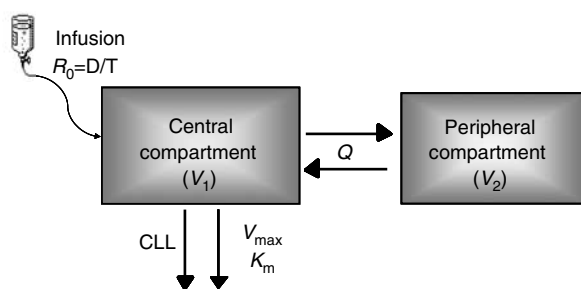 Infusion
R₀=D/T
Central
compartment
(V₁)
Q
Peripheral
compartment
(V₂)
CLL
Vmax
Km